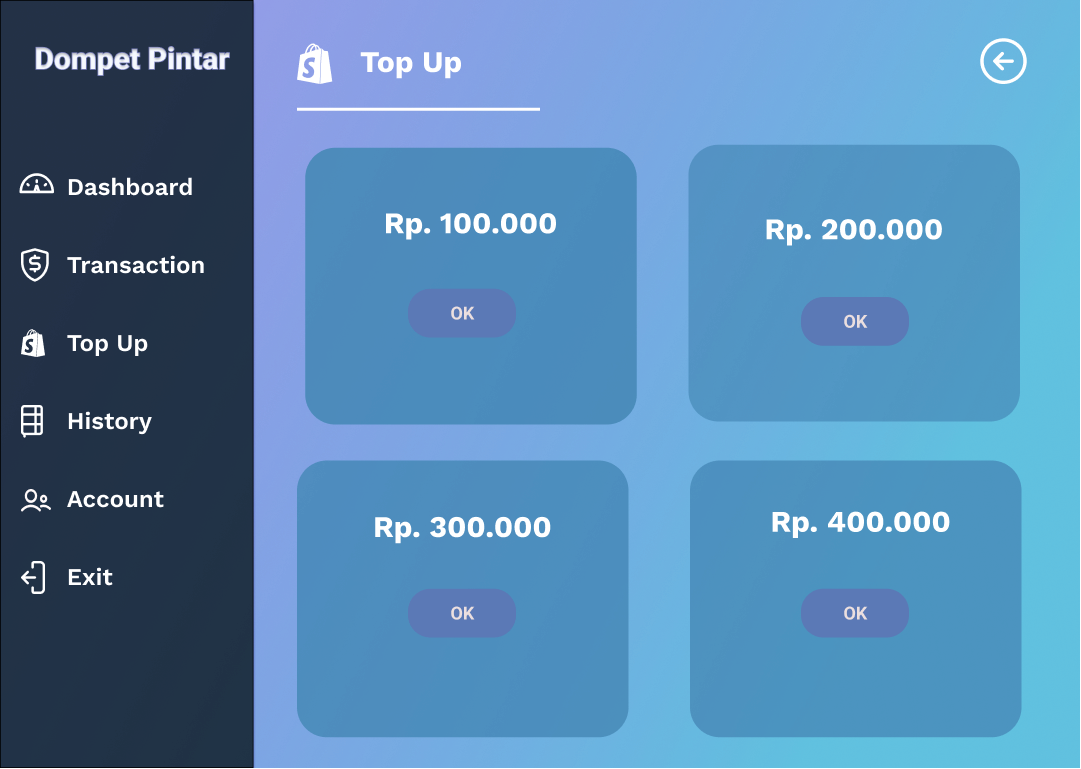 Dompet Pintar
Dashboard
Transaction
Top Up
History
Account
Exit
Top Up
Rp. 100.000
OK
Rp. 200.000
OK
Rp. 300.000
OK
Rp. 400.000
OK